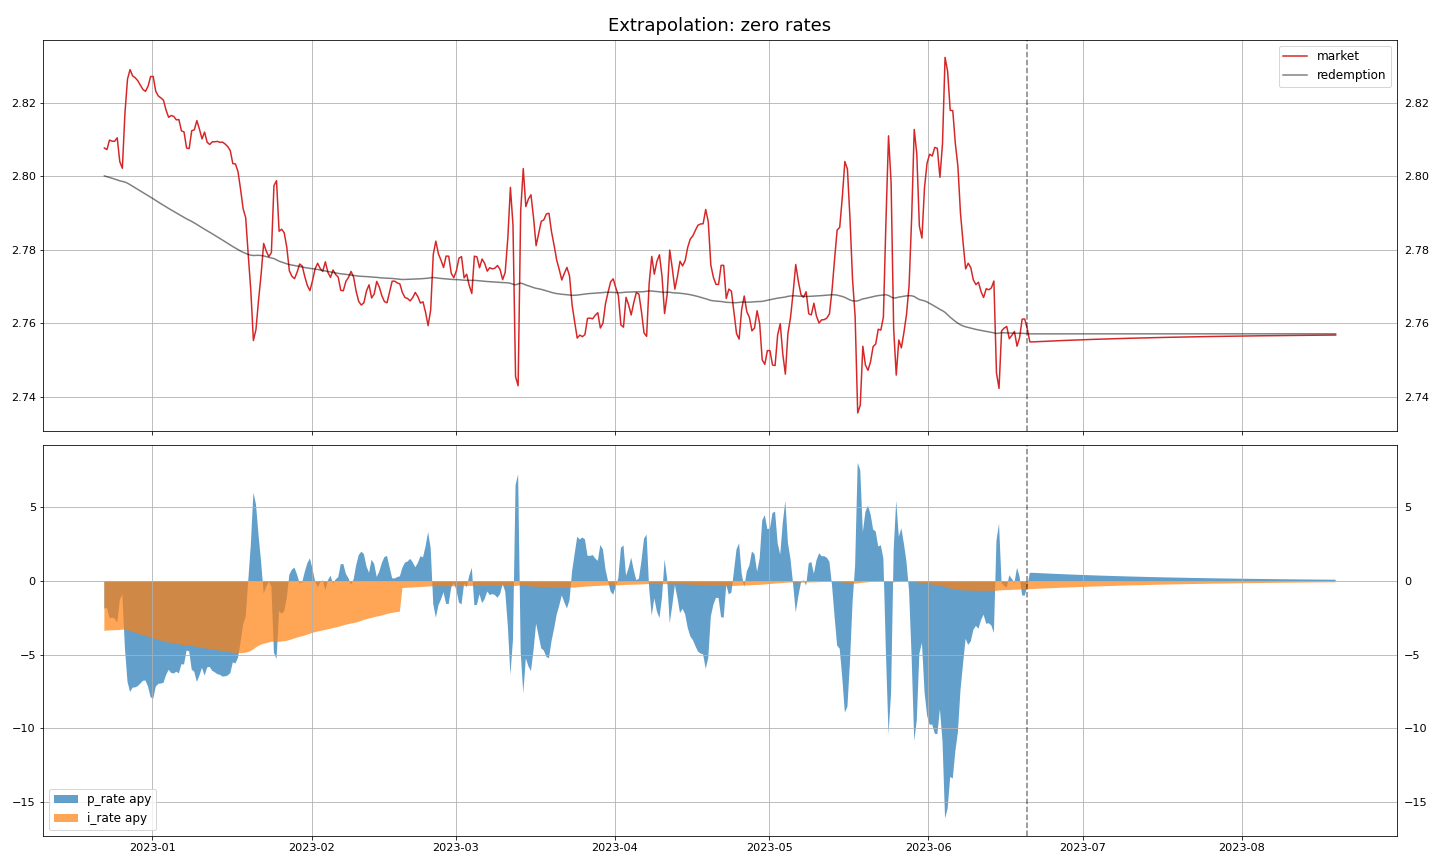 Extrapolation: zero rates
market
redemption
2.82 2.82
2.80 2.80
2.78 2.78
2.76 2.76
2.74 2.74
5 5
0 0
−5 −5
−10 −10
−15 −15
p_rate apy
i_rate apy
2023-01 2023-02 2023-03 2023-04 2023-05 2023-06 2023-07 2023-08